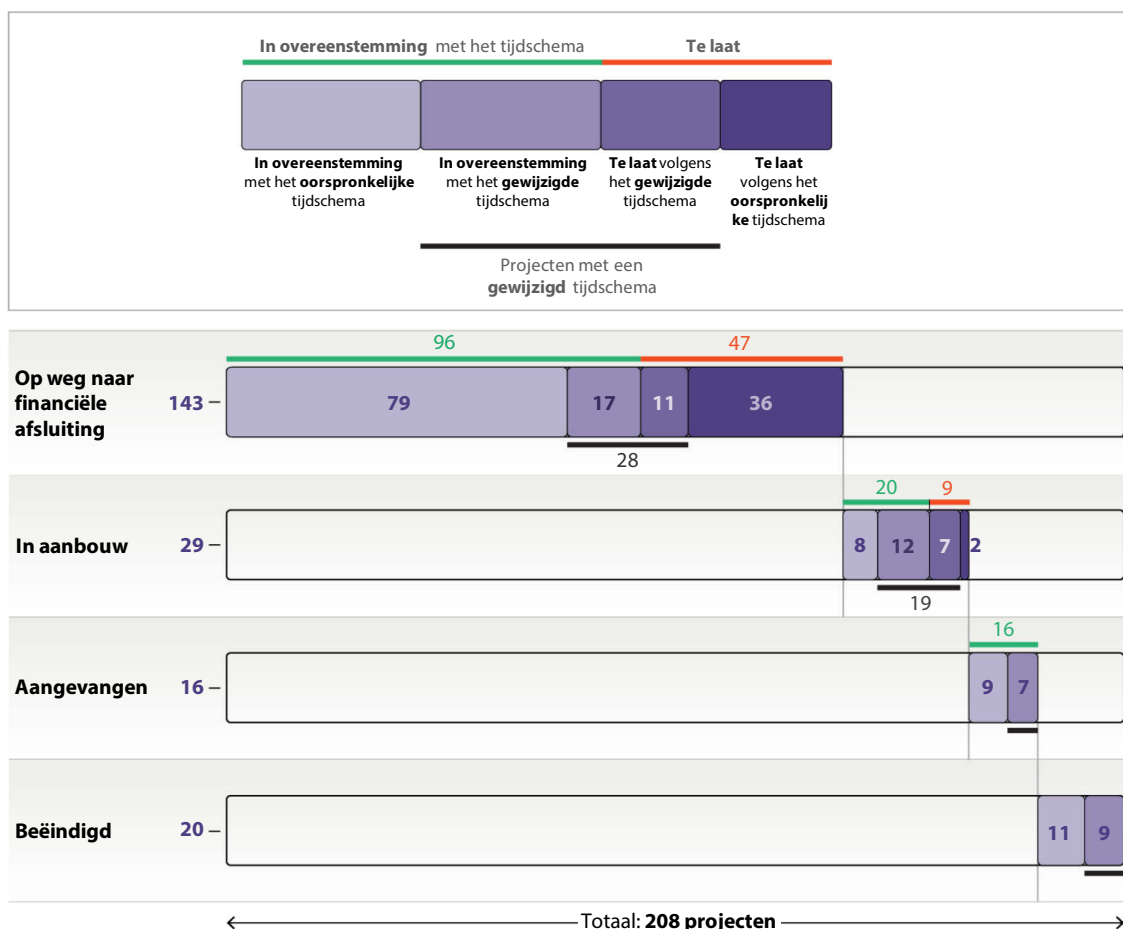 In overeenstemming met het tijdschema
Te laat
In overeenstemming
met het oorspronkelijke
tijdschema
In overeenstemming
met het gewijzigde
tijdschema
Te laat volgens
het gewijzigde
tijdschema
Te laat
volgens het
oorspronkelij
ke tijdschema
Projecten met een
gewijzigd tijdschema
96
47
Op weg naar
financiële
afsluiting
143
79
17
11
36
28
20
9
In aanbouw
29
8
12
7
2
19
16
Aangevangen
16
9
7
Beëindigd
20
11
9
Totaal: 208 projecten